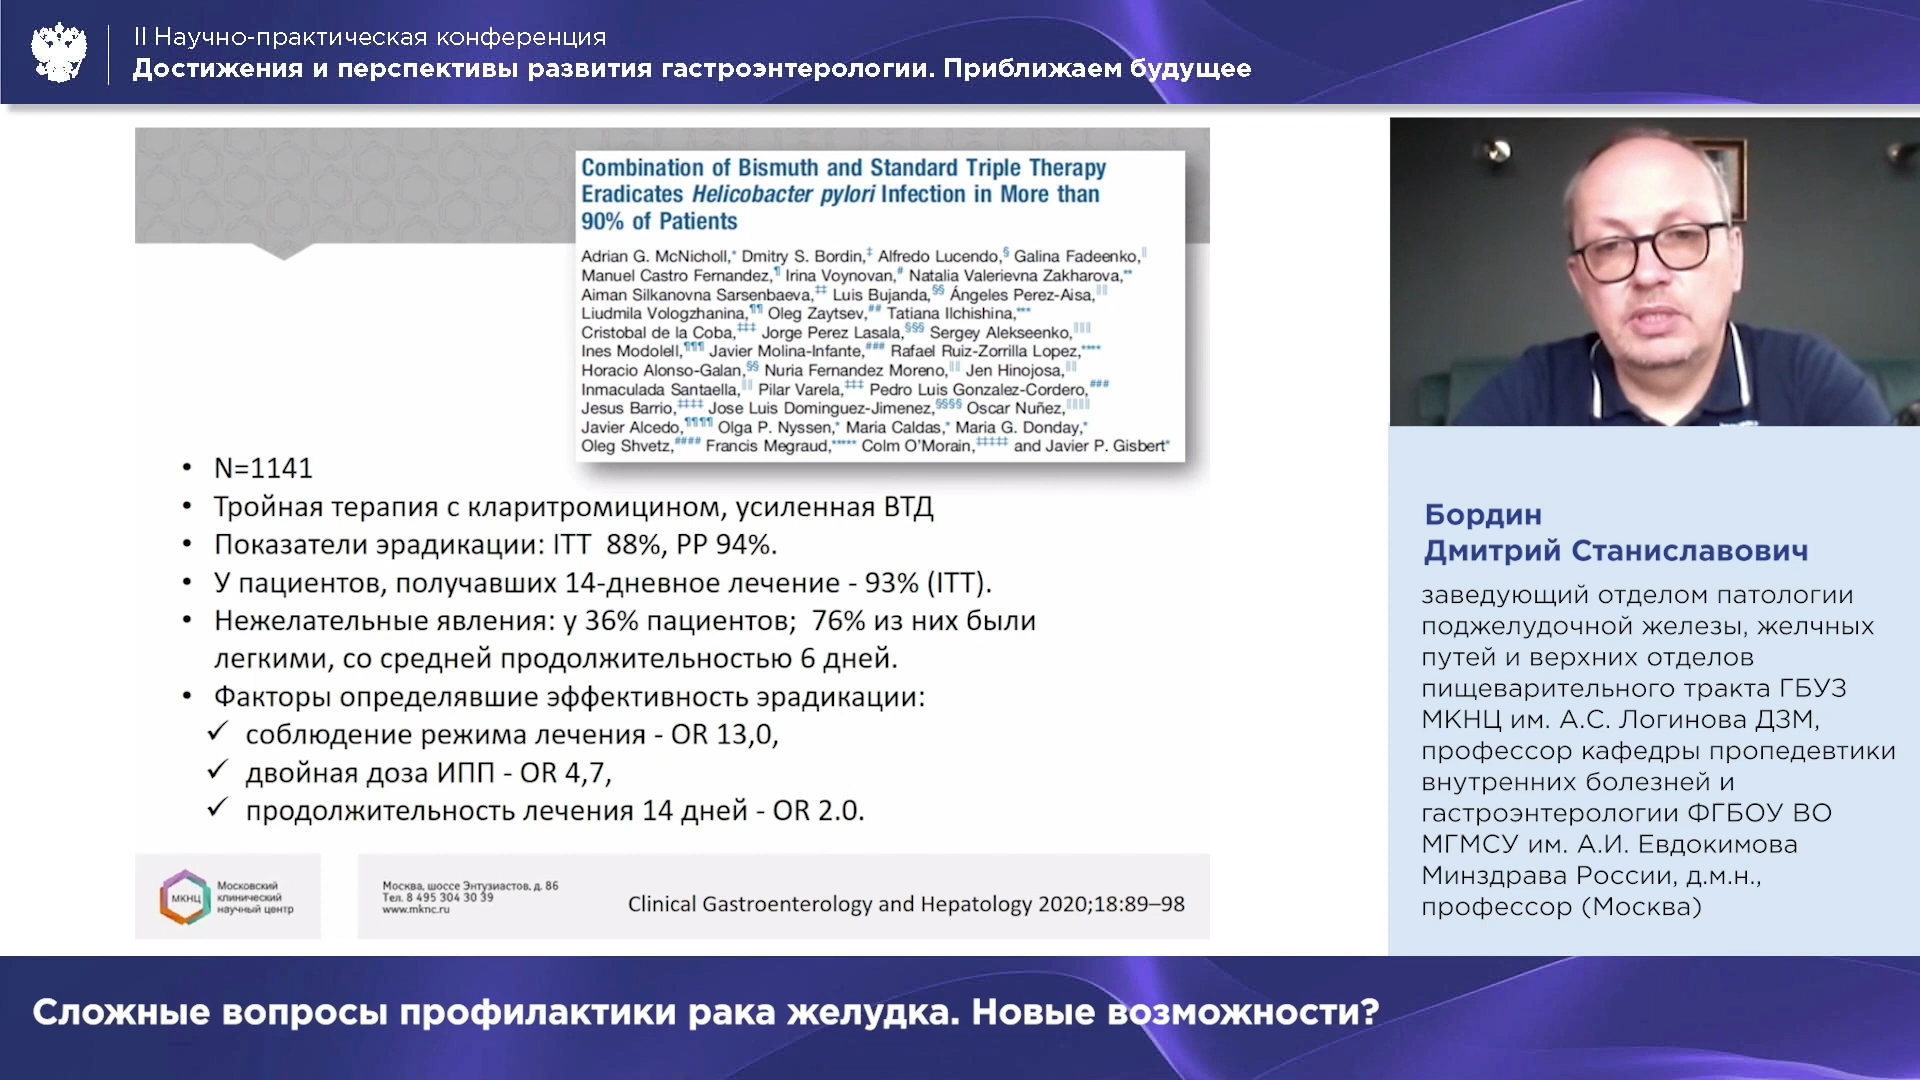 II Научно-практическая конференция
Достижения и перспективы развития гастроэнтерологии. Приближаем будущее
Combination of Bismuth and Standard Triple Therapy
Eradicates Helicobacter pylori Infection in More than
90% of Patients
Adrian G. McNicholl,* Dmitry S. Bordin,‡ Alfredo Lucendo,§ Galina Fadeenko,||
Manuel Castro Fernandez,¶ Irina Voynovan,# Natalia Valerievna Zakharova,**
Aiman Silkanovna Sarsenbaeva,‡‡ Luis Bujanda,§§ Ángeles Perez-Aisa,||||
Liudmila Vologzhanina,¶¶ Oleg Zaytsev,## Tatiana Ilchishina,***
Cristobal de la Coba,‡‡‡ Jorge Perez Lasala,§§§ Sergey Alekseenko,||||||
Ines Modolell,¶¶¶ Javier Molina-Infante,### Rafael Ruiz-Zorrilla Lopez,****
Horacio Alonso-Galan,§§ Nuria Fernandez Moreno,|||| Jen Hinojosa,||||
Inmaculada Santaella,|||| Pilar Varela,‡‡‡ Pedro Luis Gonzalez-Cordero,###
Jesus Barrio,‡‡‡‡ Jose Luis Dominguez-Jimenez,§§§§ Oscar Nuñez,||||||||
Javier Alcedo,¶¶¶¶ Olga P. Nyssen,* Maria Caldas,* Maria G. Donday,*
Oleg Shvetz,#### Francis Megraud,***** Colm O’Morain,‡‡‡‡‡ and Javier P. Gisbert*
• N=1141
• Тройная терапия с кларитромицином, усиленная ВТД
• Показатели эрадикации: ITT 88%, PP 94%.
• У пациентов, получавших 14-дневное лечение - 93% (ITT).
• Нежелательные явления: у 36% пациентов; 76% из них были
легкими, со средней продолжительностью 6 дней.
• Факторы определявшие эффективность эрадикации:
✓ соблюдение режима лечения - OR 13,0,
✓ двойная доза ИПП - OR 4,7,
✓ продолжительность лечения 14 дней - OR 2.0.
МКНЦ
Московский
клинический
научный центр
Москва, шоссе Энтузиастов, д. 86
Тел. 8 495 304 30 39
www.mknc.ru
Clinical Gastroenterology and Hepatology 2020;18:89–98
Бордин
Дмитрий Станиславович
заведующий отделом патологии
поджелудочной железы, желчных
путей и верхних отделов
пищеварительного тракта ГБУЗ
МКНЦ им. А.С. Логинова ДЗМ,
профессор кафедры пропедевтики
внутренних болезней и
гастроэнтерологии ФГБОУ ВО
МГМСУ им. А.И. Евдокимова
Минздрава России, д.м.н.,
профессор (Москва)
Сложные вопросы профилактики рака желудка. Новые возможности?